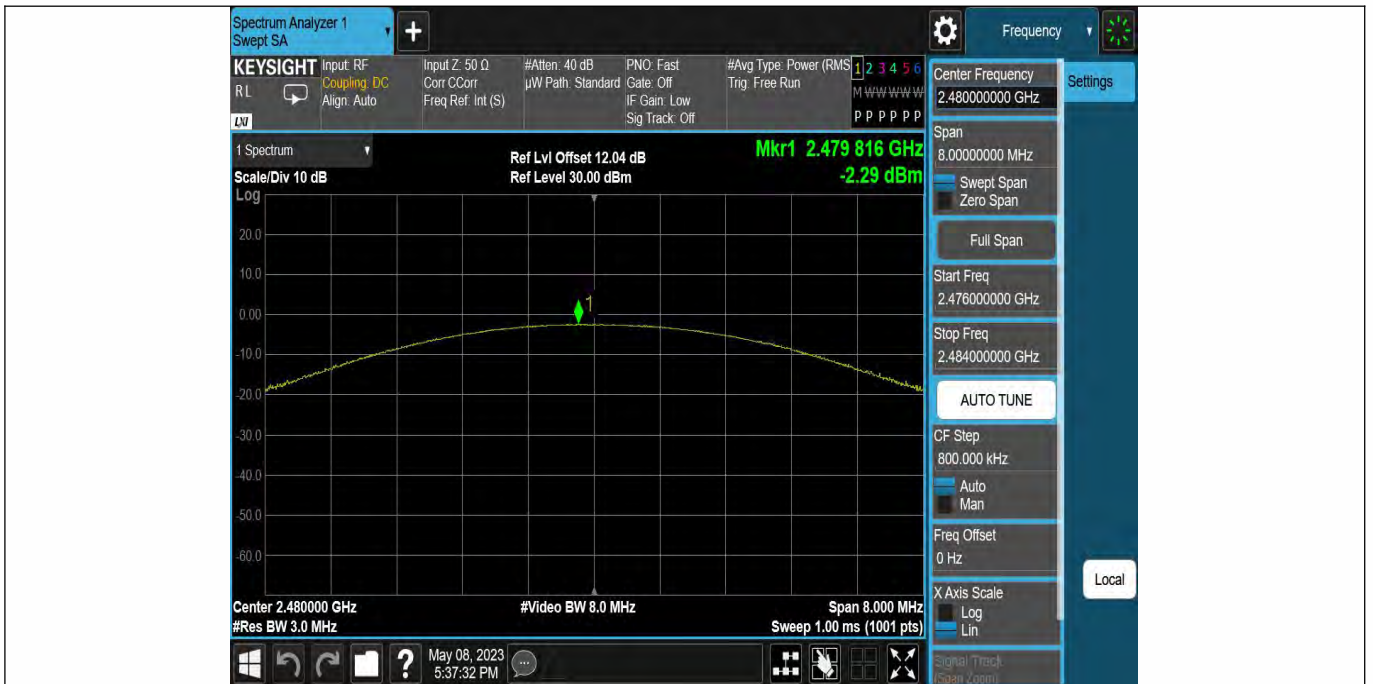 Spectrum Analyzer 1
Swept SA
+
Frequency
KEYSIGHT
RL
LXI
Input: RF
Coupling: DC
Align: Auto
Input Z: 50 Ω
Corr CCorr
Freq Ref: Int (S)
#Atten: 40 dB
µW Path: Standard
PNO: Fast
Gate: Off
IF Gain: Low
Sig Track: Off
#Avg Type: Power (RMS
Trig: Free Run
1 2 3 4 5 6
M W W W W W
P P P P P P
1 Spectrum
Scale/Div 10 dB
Log
Ref Lvl Offset 12.04 dB
Ref Level 30.00 dBm
Mkr1 2.479 816 GHz
-2.29 dBm
20.0
10.0
0.00
-10.0
-20.0
-30.0
-40.0
-50.0
-60.0
1
Center 2.480000 GHz
#Res BW 3.0 MHz
#Video BW 8.0 MHz
Span 8.000 MHz
Sweep 1.00 ms (1001 pts)
?
May 08, 2023
5:37:32 PM
Center Frequency
2.480000000 GHz
Span
8.00000000 MHz
Swept Span
Zero Span
Full Span
Start Freq
2.476000000 GHz
Stop Freq
2.484000000 GHz
AUTO TUNE
CF Step
800.000 kHz
Auto
Man
Freq Offset
0 Hz
X Axis Scale
Log
Lin
Signal Track
(Span Zoom)
Settings
Local